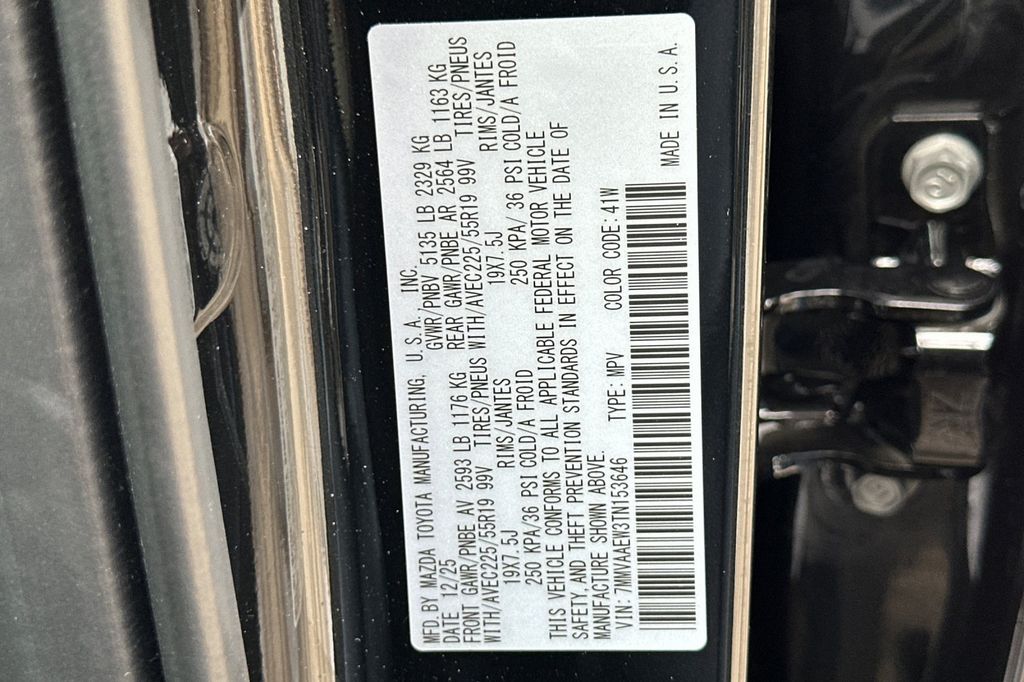 MFD. BY MAZDA TOYOTA MANUFACTURING, U.S.A., INC.
DATE 12/25 GVWR/PNBV 5135 LB 2329 KG
FRONT GAWR/PNBE AV 2593 LB 1176 KG REAR GAWR/PNBE AR 2564 LB 1163 KG
WITH/AVEC225/55R19 99V TIRES/PNEUS WITH/AVEC225/55R19 99V TIRES/PNEUS
19X7.5J RIMS/JANTES 19X7.5J RIMS/JANTES
250 KPA/36 PSI COLD/A FROID 250 KPA/ 36 PSI COLD/A FROID
THIS VEHICLE CONFORMS TO ALL APPLICABLE FEDERAL MOTOR VEHICLE
SAFETY AND THEFT PREVENTION STANDARDS IN EFFECT ON THE DATE OF
MANUFACTURE SHOWN ABOVE.
VIN: 7MMVAAEW3TN153646 TYPE: MPV COLOR CODE: 41W
MADE IN U.S.A.